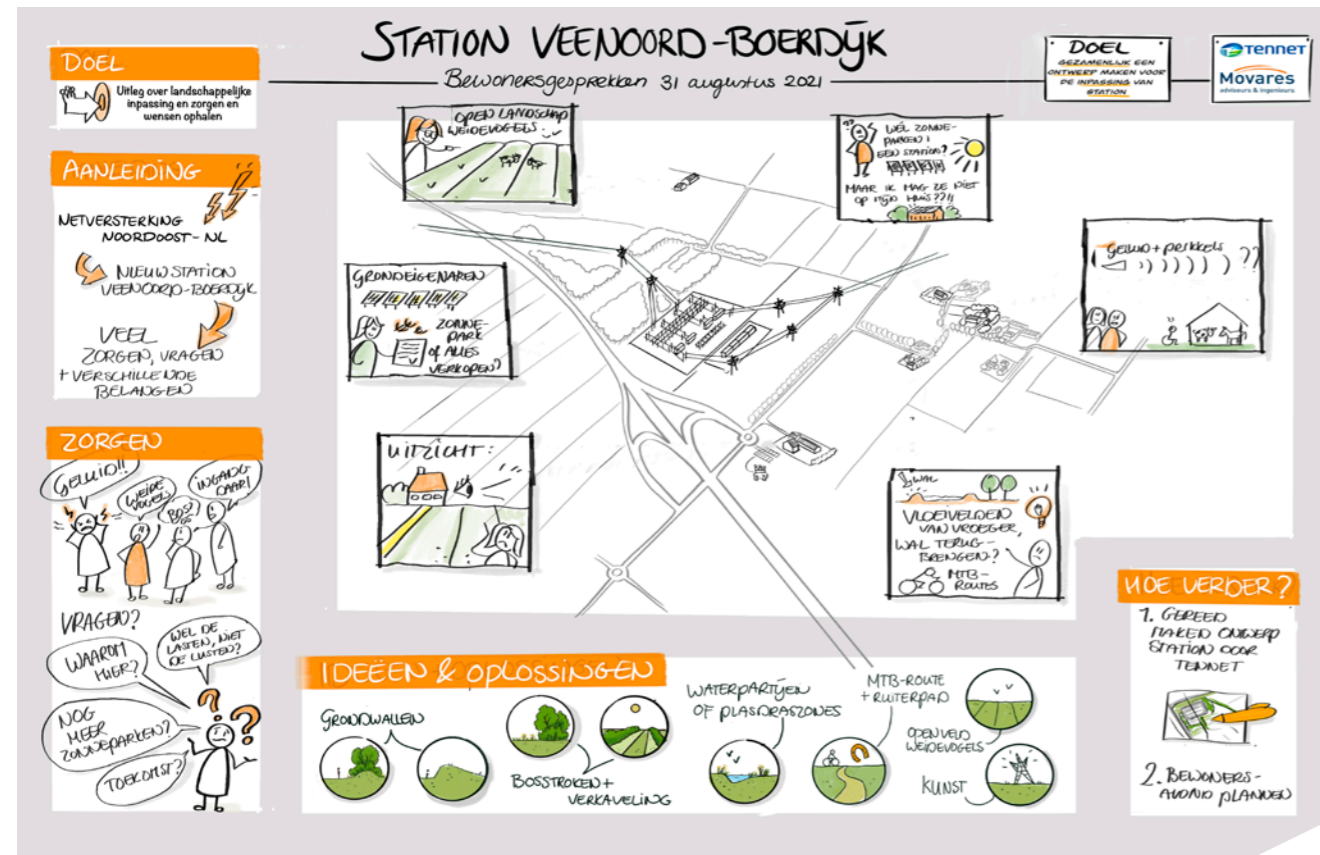 STATION VEENOORD-BOERDIJK
Bewonersgesprekken 31 augustus 2021
DOEL
GEZAMENLIJK EEN
ONTWERP MAKEN VOOR
DE INPASSING VAN
STATION
TENNET
Movares
adviseurs & ingenieurs
DOEL
Uitleg over landschappelijke
inpassing en zorgen en
wensen ophalen
AANLEIDING
NETVERSTERKING
NOORDOOST-NL
NIEUW STATION
VEENOORD-BOERDIJK
VEEL
ZORGEN, VRAGEN
+ VERSCHILLENDE
BELANGEN
ZORGEN
GELUID!!
WEIDE
VOGELS
BOS?
INGANG
DAAR!
VRAGEN?
WAAROM
HIER?
WEL DE
LASTEN, NIET
DE LUSTEN?
NOG
MEER
ZONNEPARKEN?
TOEKOMST?
OPEN LANDSCHAP
WEIDEVOGELS
GRONDEIGENAREN
ZONNE-
PARK
OF ALLES
VERKOPEN?
UITZICHT:
WÉL ZONNE-
PARKEN &
EEN STATION?
MAAR IK MAG ZE NIET
OP MIJN HUIS??!!
GELUID + PRIKKELS
??
WAL
VLOEIVELDEN
VAN VROEGER,
WAL TERUG-
BRENGEN?
MTB-
ROUTES
IDEËEN & OPLOSSINGEN
GRONDWALLEN
BOSSTROKEN +
VERKAVELING
WATERPARTIJEN
OF PLASDRASZONES
MTB-ROUTE
+ RUITERPAD
OPEN VELD
WEIDEVOGELS
KUNST
HOE VERDER?
1. GEREED
MAKEN ONTWERP
STATION DOOR
TENNET
2. BEWONERS-
AVOND PLANNEN